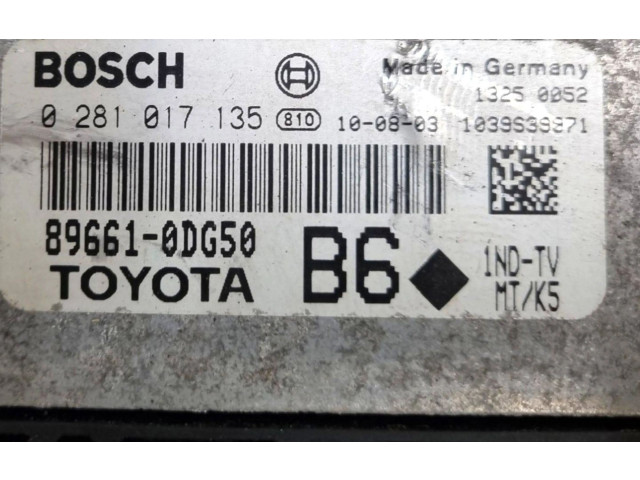 BOSCH Made in Germany
1325 0052
0 281 017 135 810 10-08-03 1039S39371
89661-0DG50
TOYOTA B6 1ND-TV
MT/K5